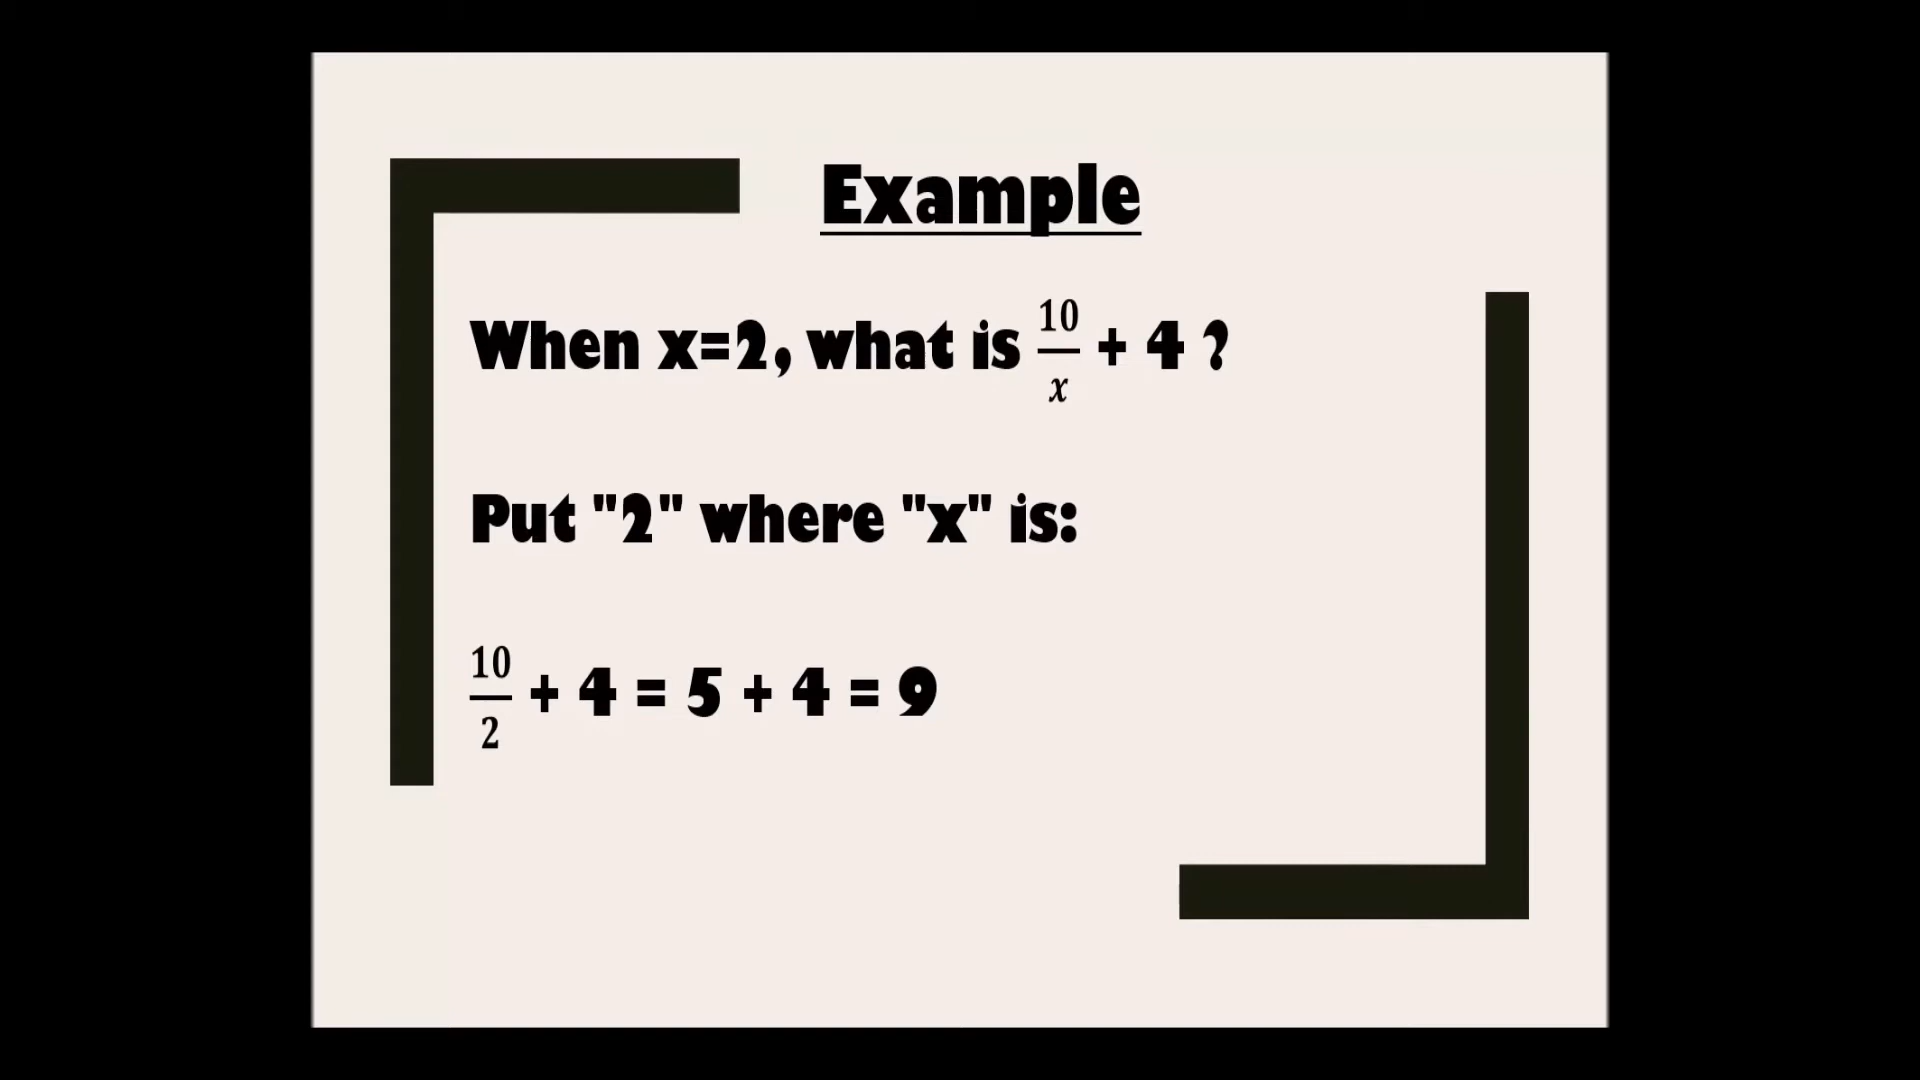 Example
When x=2, what is 10/x + 4 ?
Put "2" where "x" is:
10/2 + 4 = 5 + 4 = 9